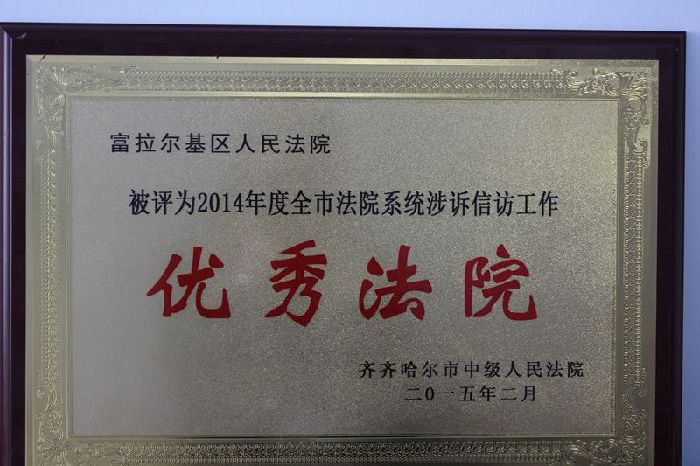 富拉尔基区人民法院
被评为2014年度全市法院系统涉诉信访工作
优秀法院
齐齐哈尔市中级人民法院
二〇一五年二月